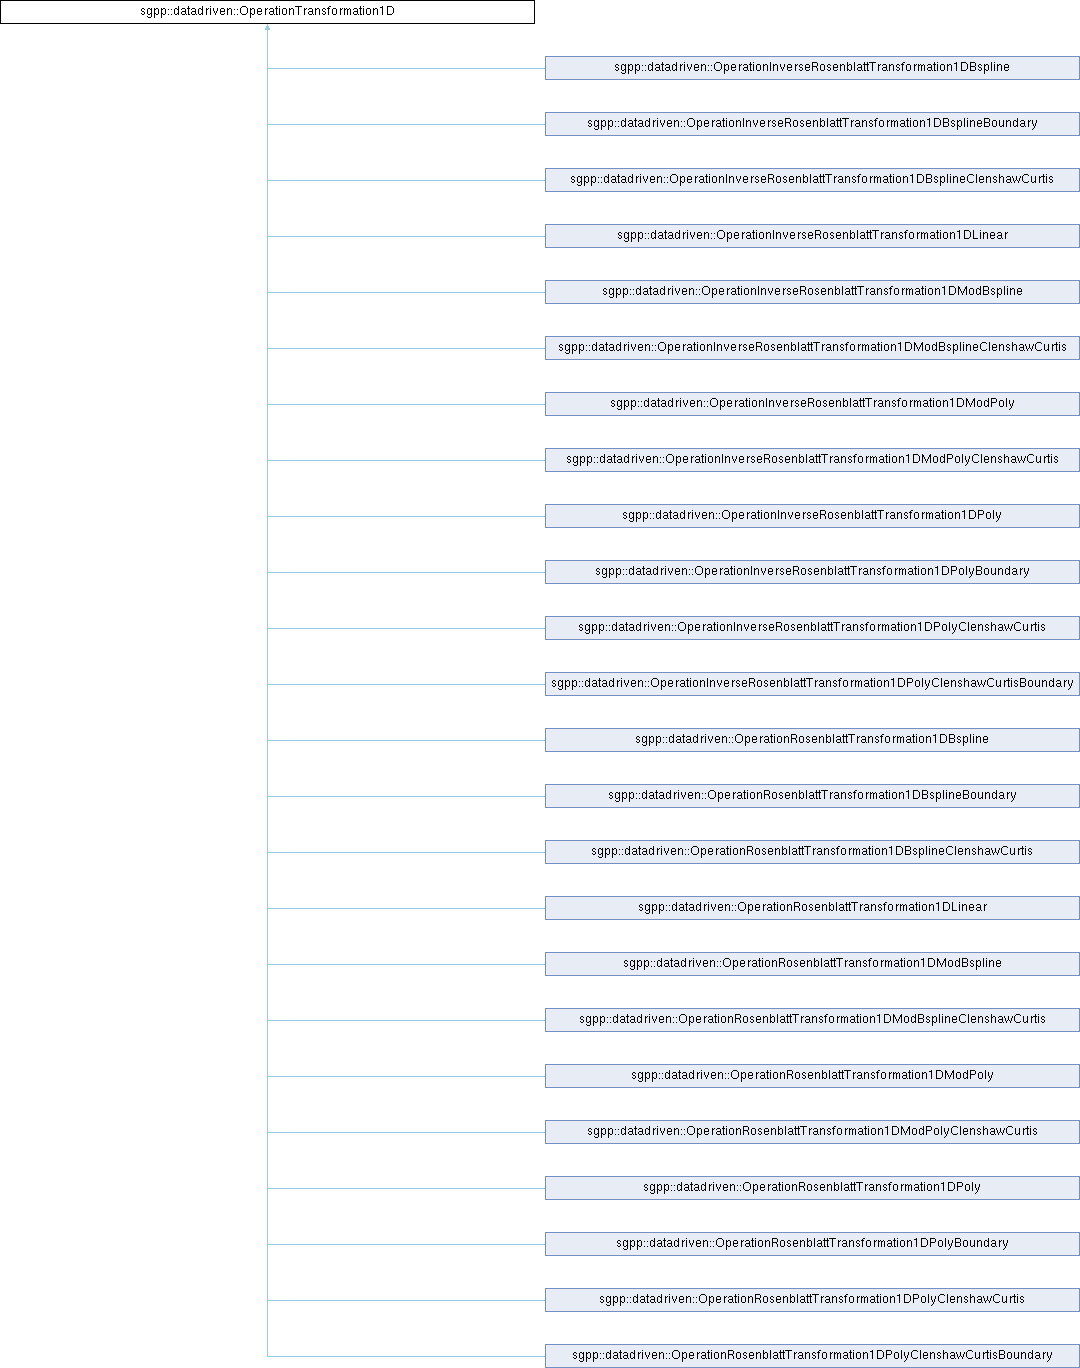 sgpp::datadriven::OperationTransformation1D
sgpp::datadriven::OperationInverseRosenblattTransformation1DBspline
sgpp::datadriven::OperationInverseRosenblattTransformation1DBsplineBoundary
sgpp::datadriven::OperationInverseRosenblattTransformation1DBsplineClenshawCurtis
sgpp::datadriven::OperationInverseRosenblattTransformation1DLinear
sgpp::datadriven::OperationInverseRosenblattTransformation1DModBspline
sgpp::datadriven::OperationInverseRosenblattTransformation1DModBsplineClenshawCurtis
sgpp::datadriven::OperationInverseRosenblattTransformation1DModPoly
sgpp::datadriven::OperationInverseRosenblattTransformation1DModPolyClenshawCurtis
sgpp::datadriven::OperationInverseRosenblattTransformation1DPoly
sgpp::datadriven::OperationInverseRosenblattTransformation1DPolyBoundary
sgpp::datadriven::OperationInverseRosenblattTransformation1DPolyClenshawCurtis
sgpp::datadriven::OperationInverseRosenblattTransformation1DPolyClenshawCurtisBoundary
sgpp::datadriven::OperationRosenblattTransformation1DBspline
sgpp::datadriven::OperationRosenblattTransformation1DBsplineBoundary
sgpp::datadriven::OperationRosenblattTransformation1DBsplineClenshawCurtis
sgpp::datadriven::OperationRosenblattTransformation1DLinear
sgpp::datadriven::OperationRosenblattTransformation1DModBspline
sgpp::datadriven::OperationRosenblattTransformation1DModBsplineClenshawCurtis
sgpp::datadriven::OperationRosenblattTransformation1DModPoly
sgpp::datadriven::OperationRosenblattTransformation1DModPolyClenshawCurtis
sgpp::datadriven::OperationRosenblattTransformation1DPoly
sgpp::datadriven::OperationRosenblattTransformation1DPolyBoundary
sgpp::datadriven::OperationRosenblattTransformation1DPolyClenshawCurtis
sgpp::datadriven::OperationRosenblattTransformation1DPolyClenshawCurtisBoundary